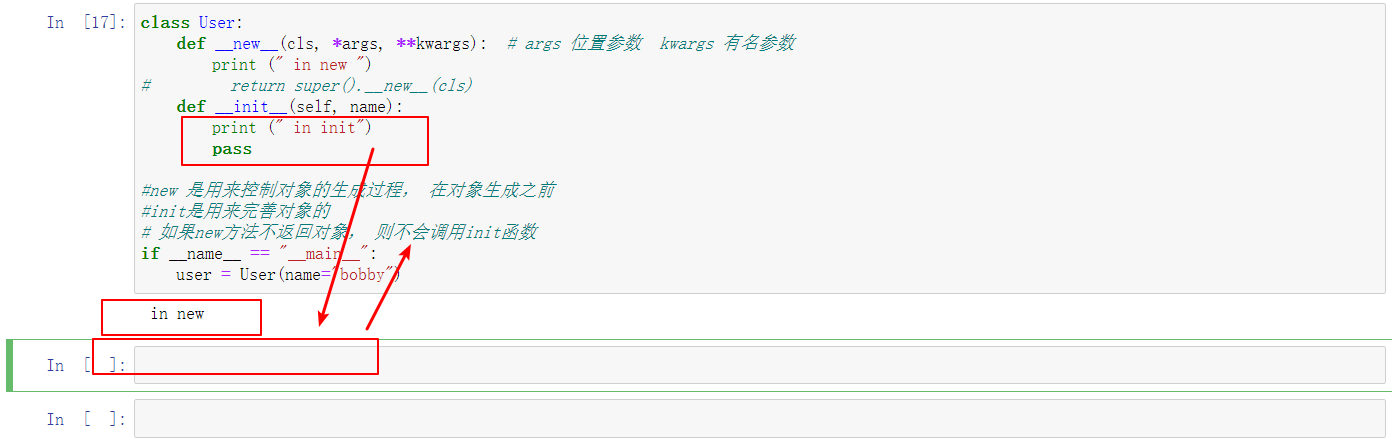 In [17]: class User:
    def __new__(cls, *args, **kwargs):  # args 位置参数  kwargs 有名参数
        print (" in new ")
#         return super().__new__(cls)
    def __init__(self, name):
        print (" in init")
        pass
#new 是用来控制对象的生成过程， 在对象生成之前
#init是用来完善对象的
# 如果new方法不返回对象， 则不会调用init函数
if __name__ == "__main__":
    user = User(name="bobby")
in new
In [ ]:
In [ ]: